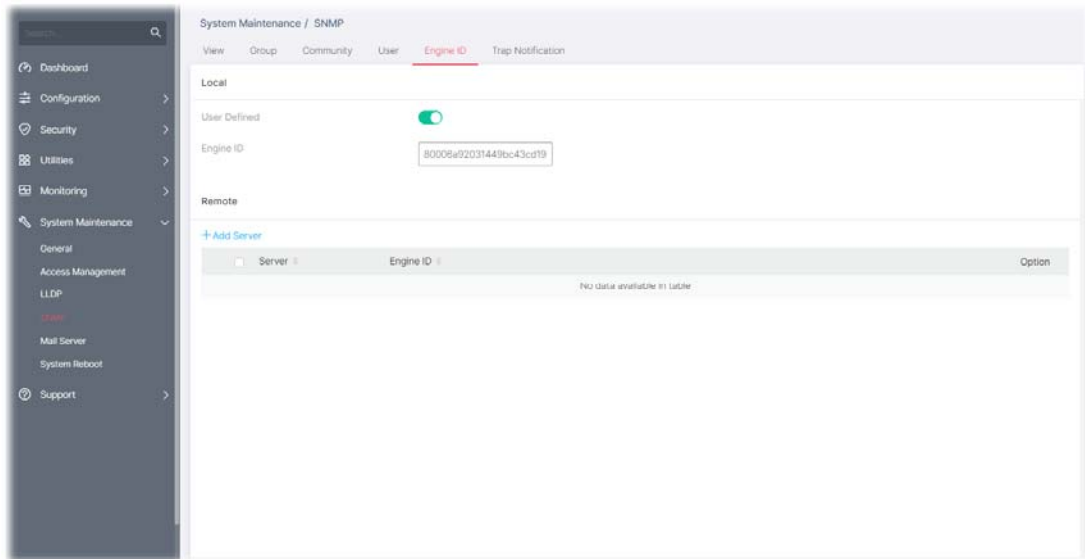 Search...
System Maintenance / SNMP
View Group Community User Engine ID Trap Notification
Dashboard
Configuration
Security
Utilities
Monitoring
System Maintenance
General
Access Management
LLDP
SNMP
Mail Server
System Reboot
Support
Local
User Defined
Engine ID
80006a92031449bc43cd19
Remote
+Add Server
Server Engine ID Option
No data available in table